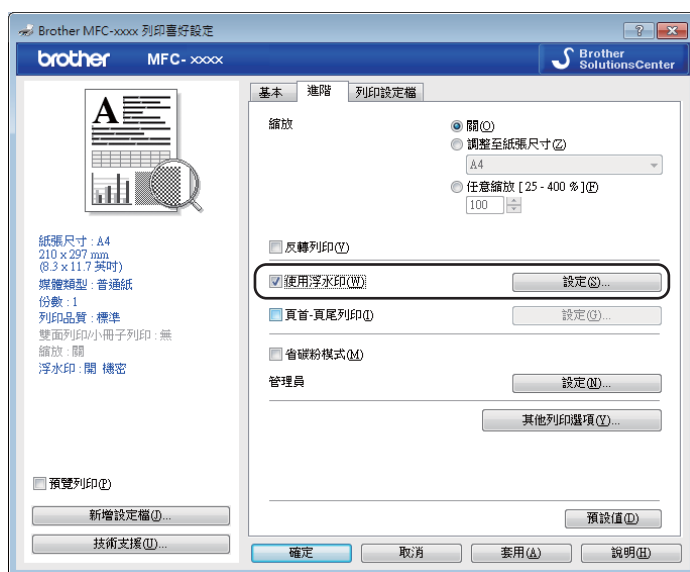 Brother MFC-xxxx 列印喜好設定
brother MFC- xxxx
Brother
SolutionsCenter
基本 進階 列印設定檔
A
縮放
關(O)
調整至紙張尺寸(Z)
A4
任意縮放 [ 25 - 400 % ](F)
100
紙張尺寸 : A4
210 x 297 mm
(8.3 x 11.7 英吋)
媒體類型 : 普通紙
份數 : 1
列印品質 : 標準
雙面列印/小冊子列印 : 無
縮放 : 關
浮水印 : 開 機密
反轉列印(V)
使用浮水印(W) 設定(S)...
頁首-頁尾列印(I) 設定(G)...
省碳粉模式(M)
管理員 設定(N)...
其他列印選項(Y)...
預覽列印(P)
新增設定檔(J)...
預設值(D)
技術支援(U)...
確定 取消 套用(A) 說明(H)